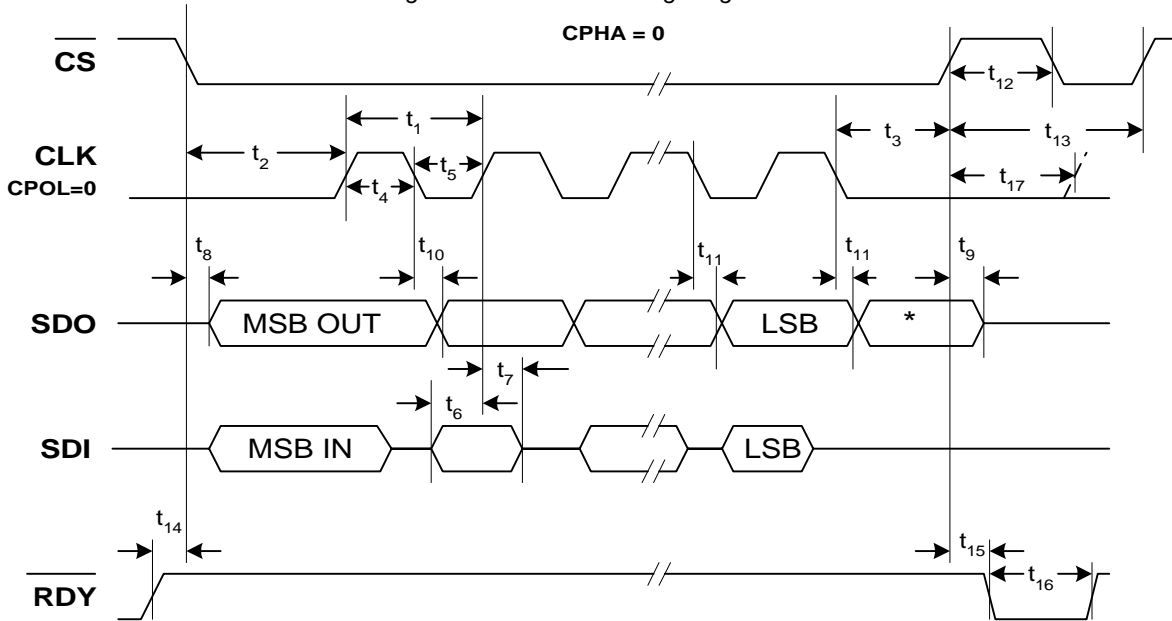 CPHA = 0
CS
t12
t1
t3
t13
CLK
t2
t5
CPOL=0
t4
t17
t8
t10
t11
t11
t9
SDO
MSB OUT
LSB
*
t7
t6
SDI
MSB IN
LSB
t14
t15
RDY
t16